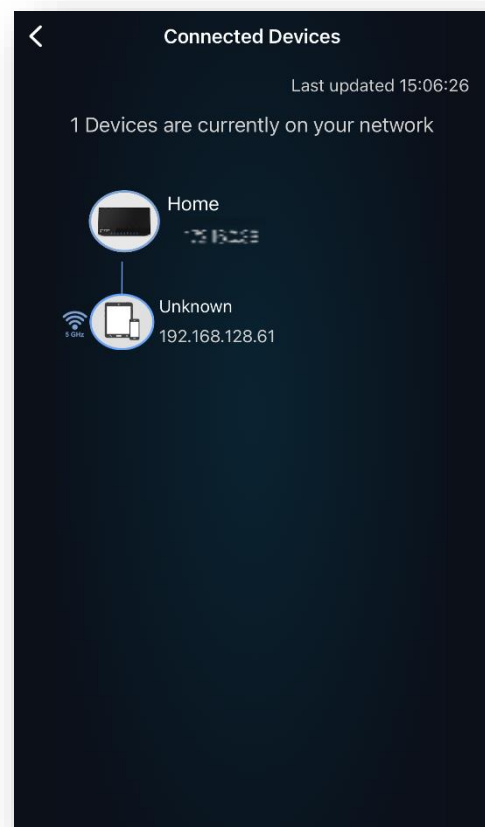 Connected Devices
Last updated 15:06:26
1 Devices are currently on your network
Home
Unknown
5 GHz
192.168.128.61